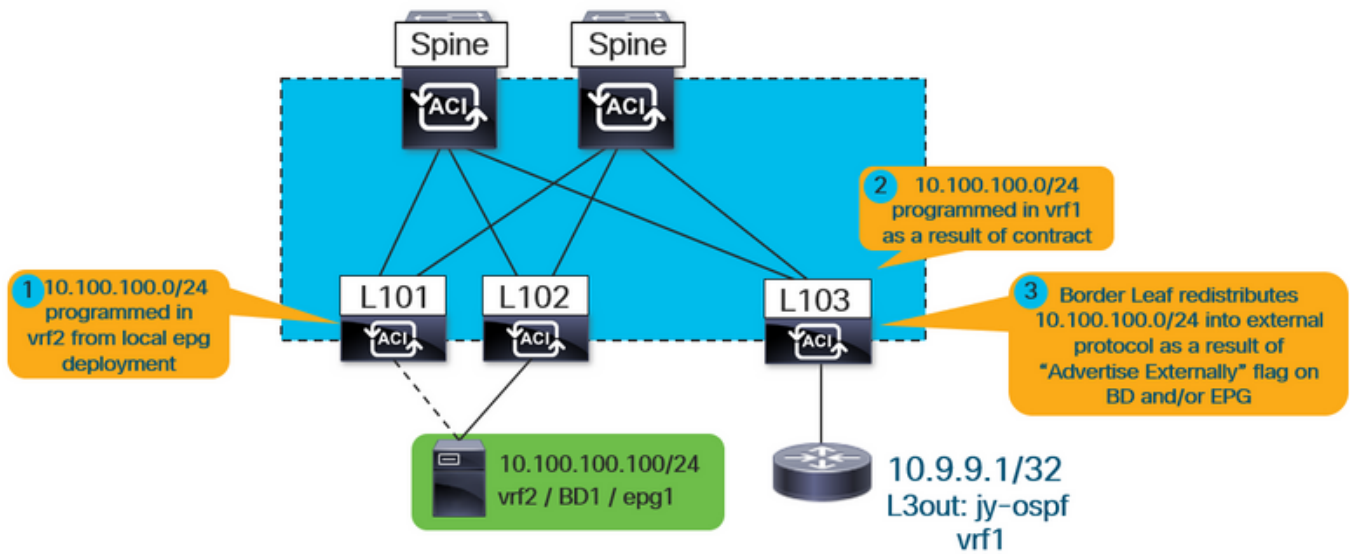 Spine
Spine
ACI
ACI
2 10.100.100.0/24
programmed in vrf1
as a result of contract
1 10.100.100.0/24
programmed in
vrf2 from local epg
deployment
L101
L102
L103
ACI
ACI
ACI
3 Border Leaf redistributes
10.100.100.0/24 into external
protocol as a result of
“Advertise Externally” flag on
BD and/or EPG
10.100.100.100/24
vrf2 / BD1 / epg1
10.9.9.1/32
L3out: jy-ospf
vrf1